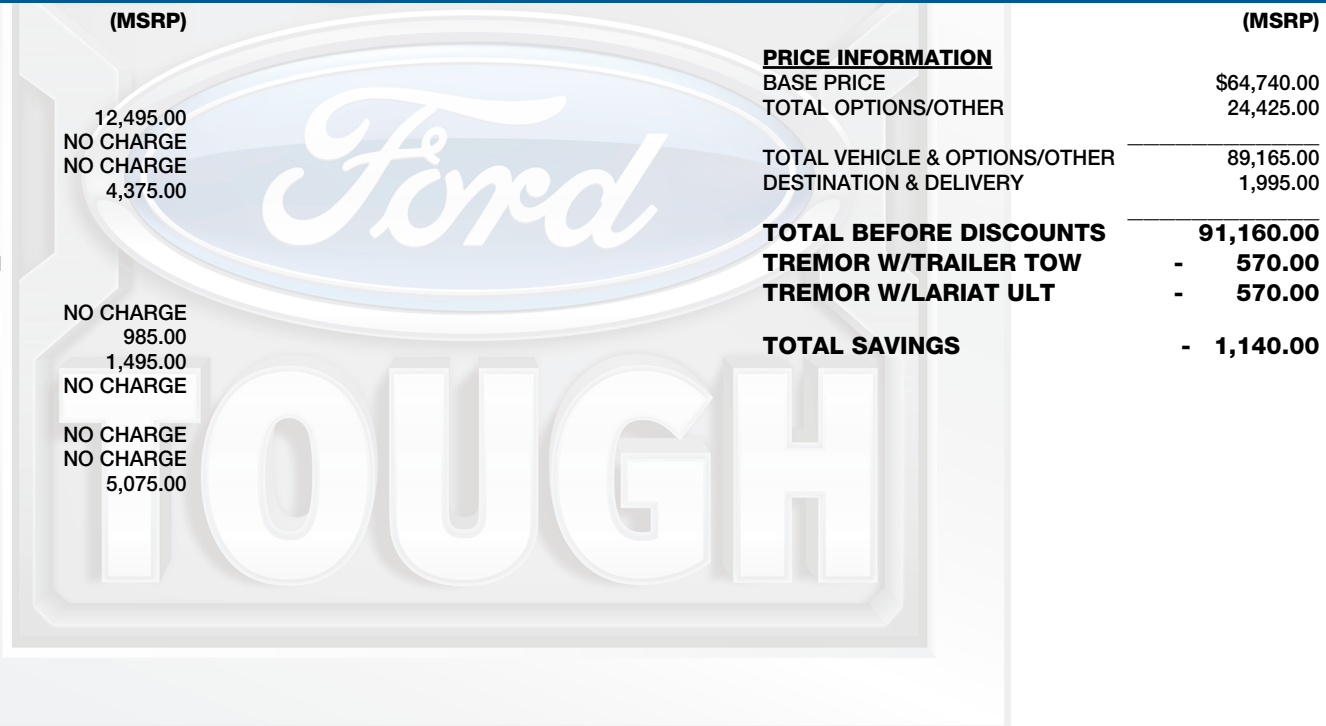 (MSRP)
12,495.00
NO CHARGE
NO CHARGE
4,375.00
NO CHARGE
985.00
1,495.00
NO CHARGE
NO CHARGE
NO CHARGE
5,075.00
(MSRP)
PRICE INFORMATION
BASE PRICE $64,740.00
TOTAL OPTIONS/OTHER 24,425.00
TOTAL VEHICLE & OPTIONS/OTHER 89,165.00
DESTINATION & DELIVERY 1,995.00
TOTAL BEFORE DISCOUNTS 91,160.00
TREMOR W/TRAILER TOW - 570.00
TREMOR W/LARIAT ULT - 570.00
TOTAL SAVINGS - 1,140.00
Ford
TOUGH